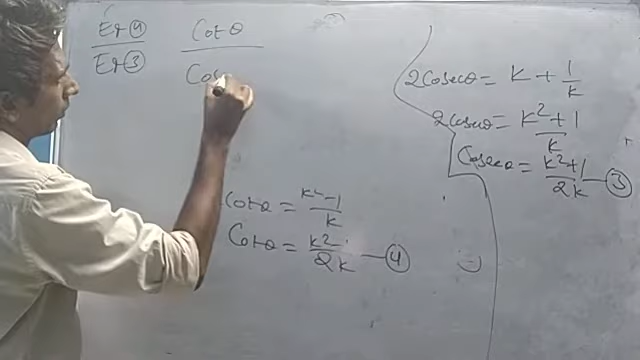 Eq ④ Cot θ
Eq ③ Cos
2Cosecθ = K + 1/K
2Cosecθ = K²+1/K
Cosecθ = K²+1/2K — ③
Cotθ = K²-1/K
Cotθ = K²-/2K — ④